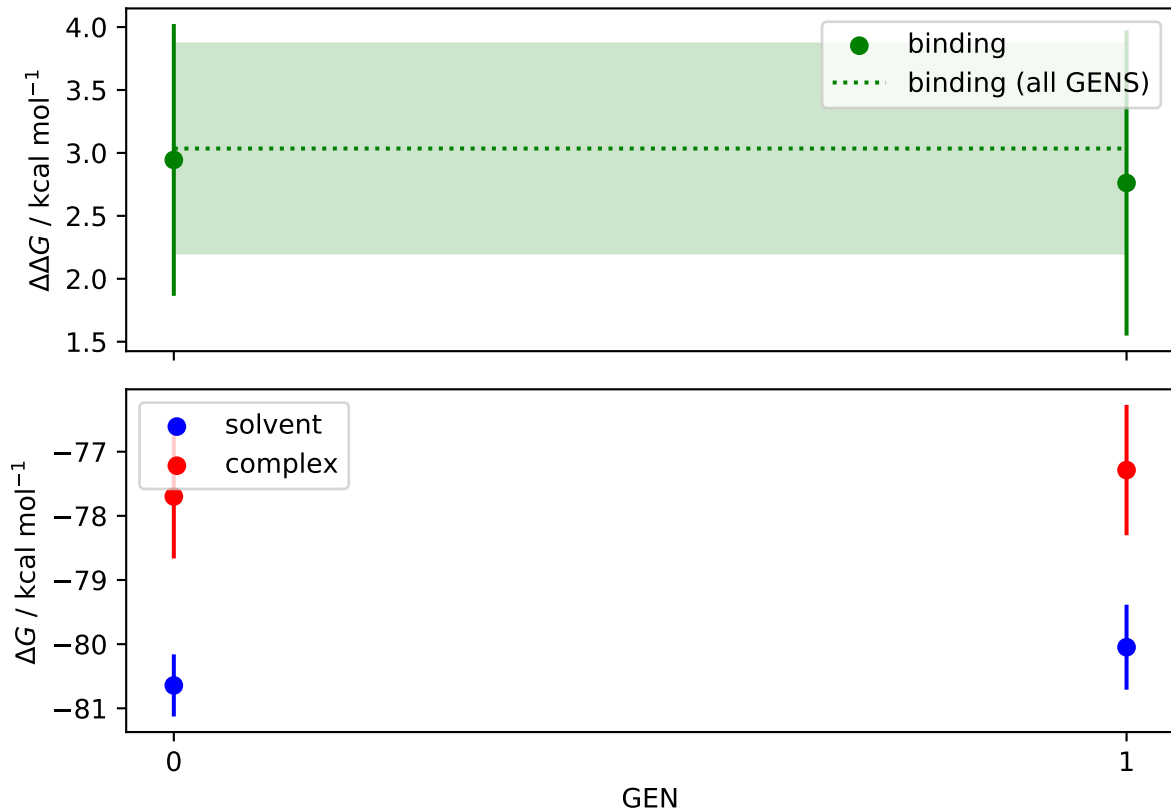 4.0
3.5
3.0
2.5
2.0
1.5
ΔΔG / kcal mol⁻¹
binding
binding (all GENS)
−77
−78
−79
−80
−81
ΔG / kcal mol⁻¹
solvent
complex
0
1
GEN